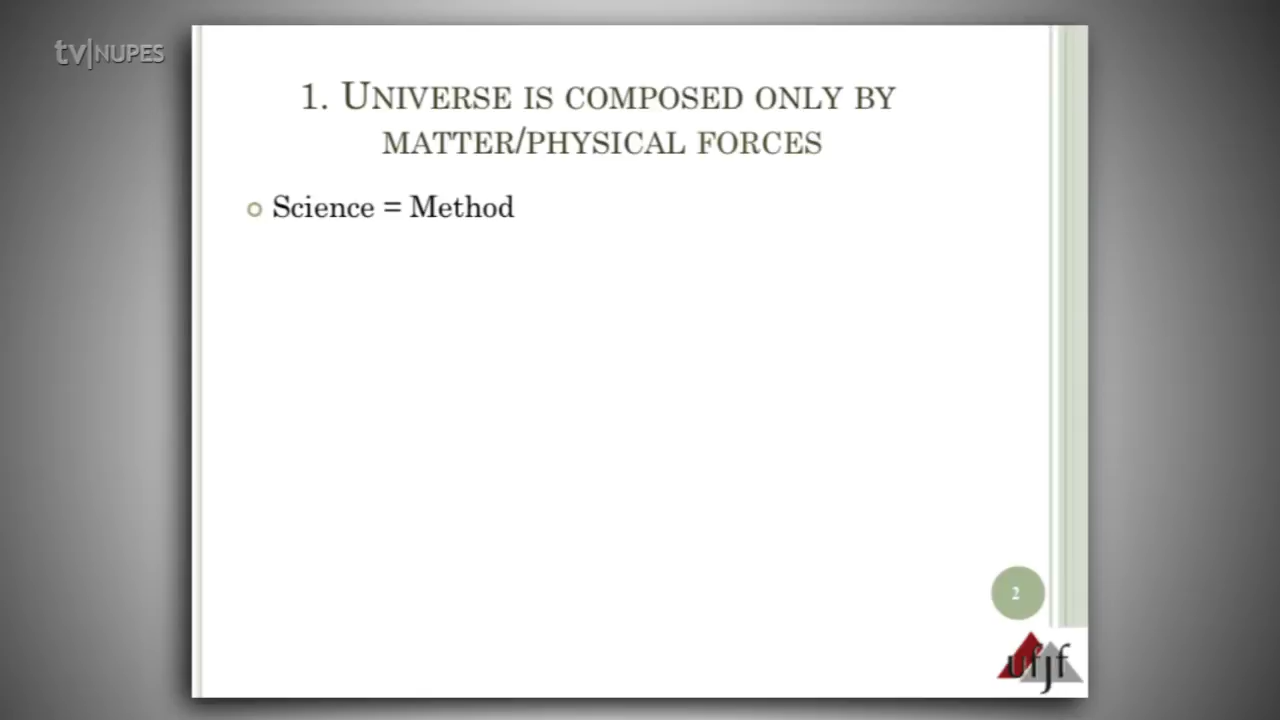 tv|NUPES
1. UNIVERSE IS COMPOSED ONLY BY
MATTER/PHYSICAL FORCES
Science = Method
2
ufjf